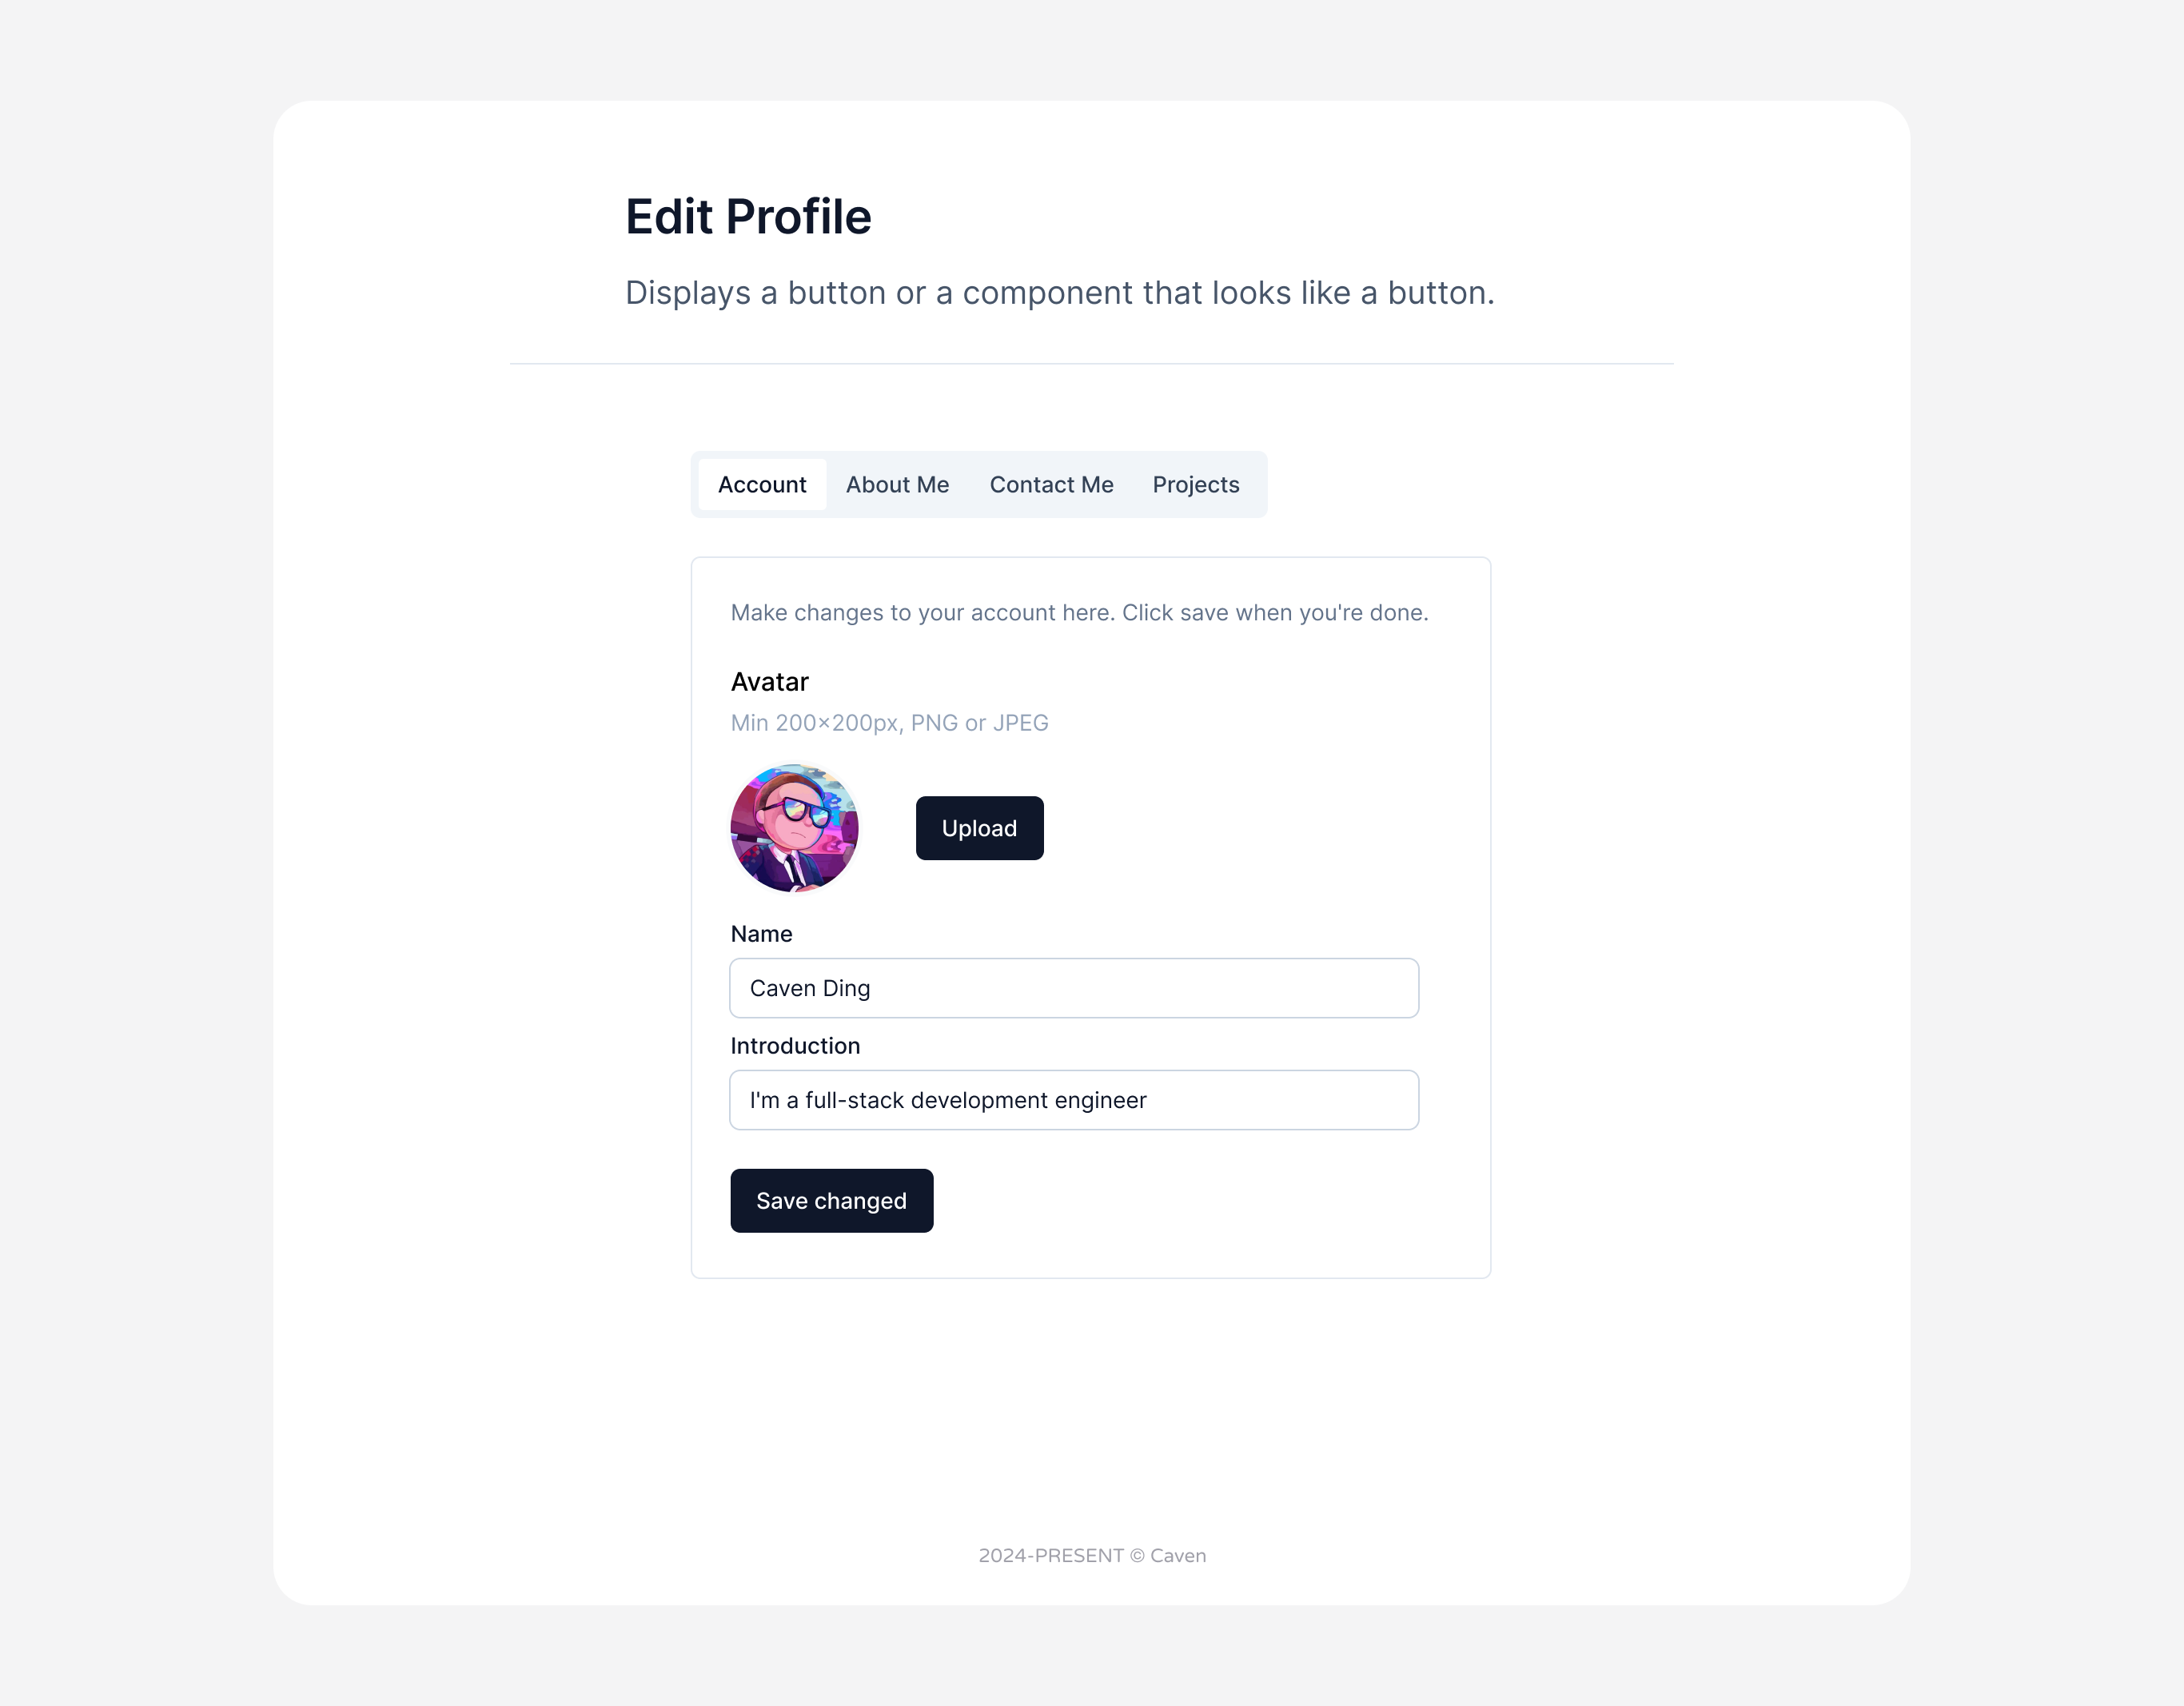 Edit Profile
Displays a button or a component that looks like a button.
Account About Me Contact Me Projects
Make changes to your account here. Click save when you're done.
Avatar
Min 200×200px, PNG or JPEG
Upload
Name
Caven Ding
Introduction
I'm a full-stack development engineer
Save changed
2024-PRESENT © Caven